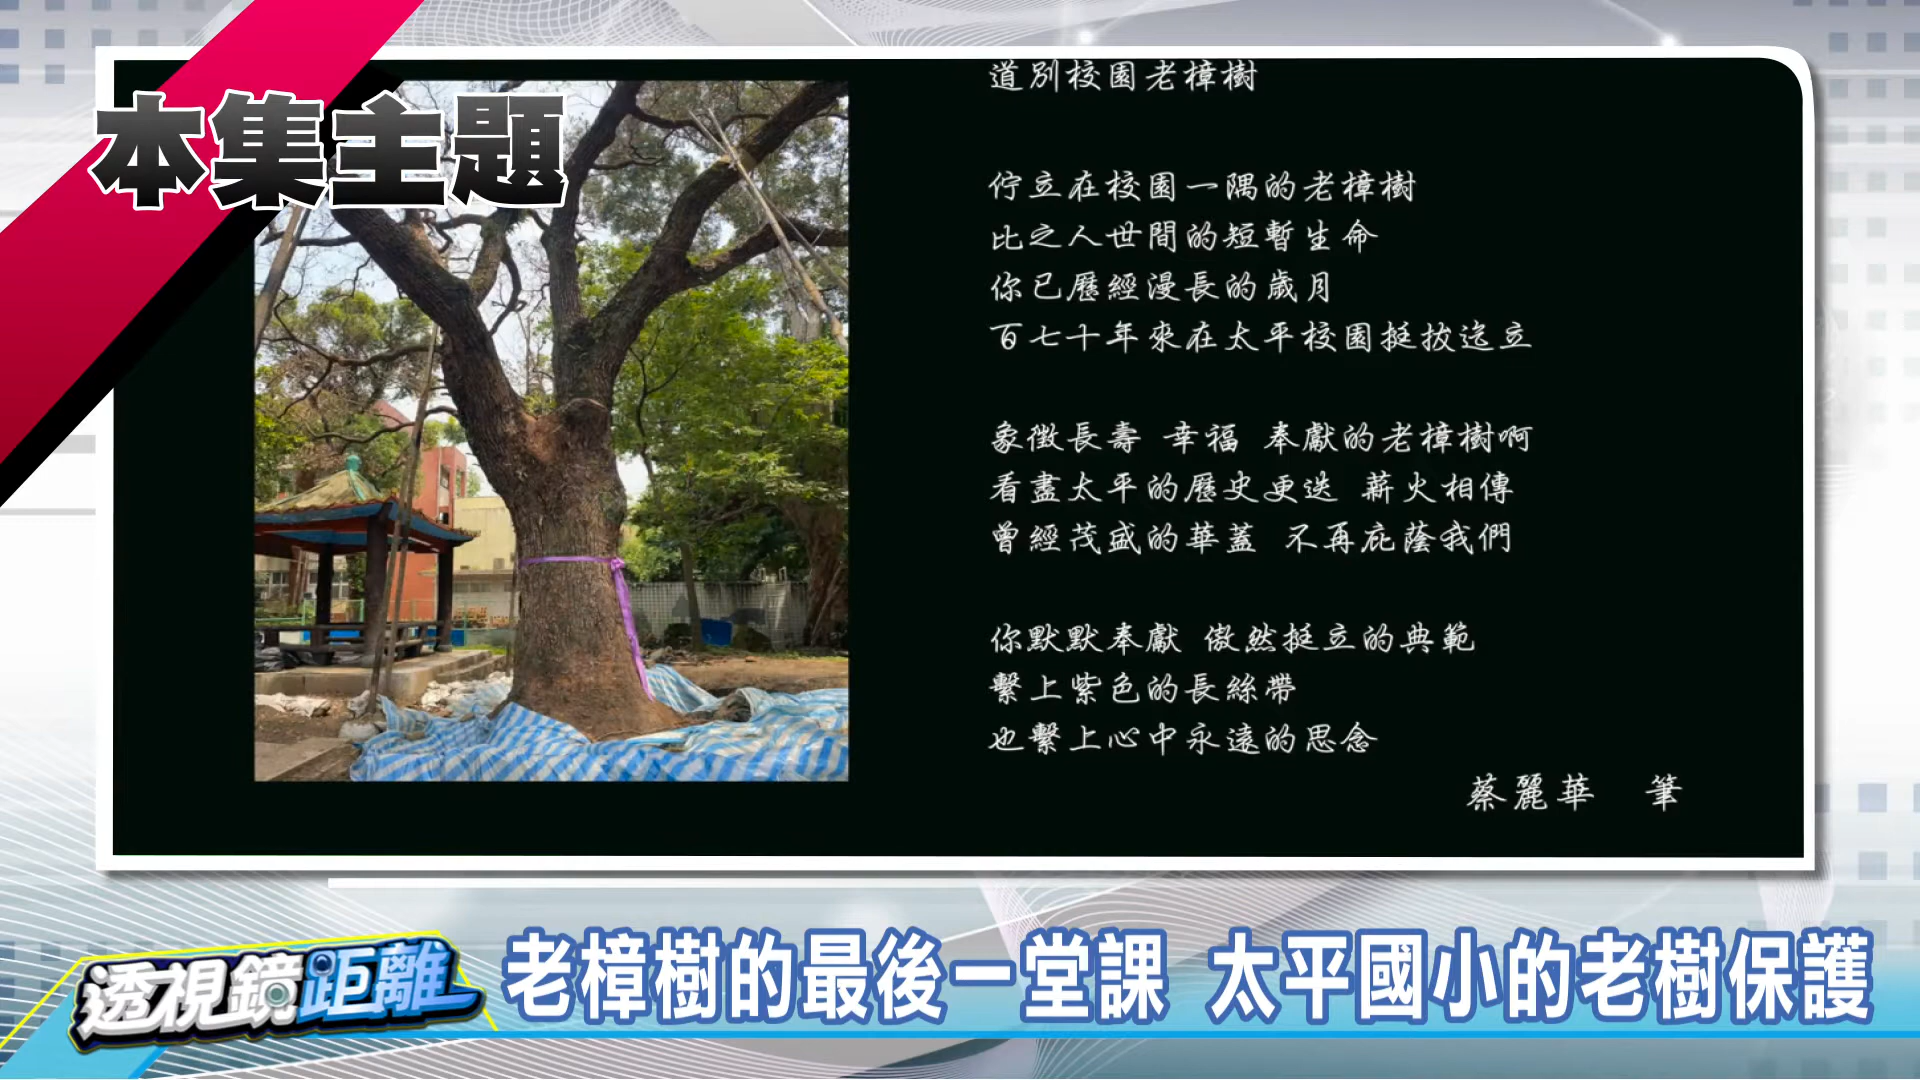 本集主題
道別校園老樟樹
佇立在校園一隅的老樟樹
比之人世間的短暫生命
你已歷經漫長的歲月
百七十年來在太平校園挺拔迄立
象徵長壽 幸福 奉獻的老樟樹啊
看盡太平的歷史更迭 薪火相傳
曾經茂盛的華蓋 不再庇蔭我們
你默默奉獻 傲然挺立的典範
繫上紫色的長絲帶
也繫上心中永遠的思念
蔡麗華 筆
透視鏡距離
老樟樹的最後一堂課 太平國小的老樹保護